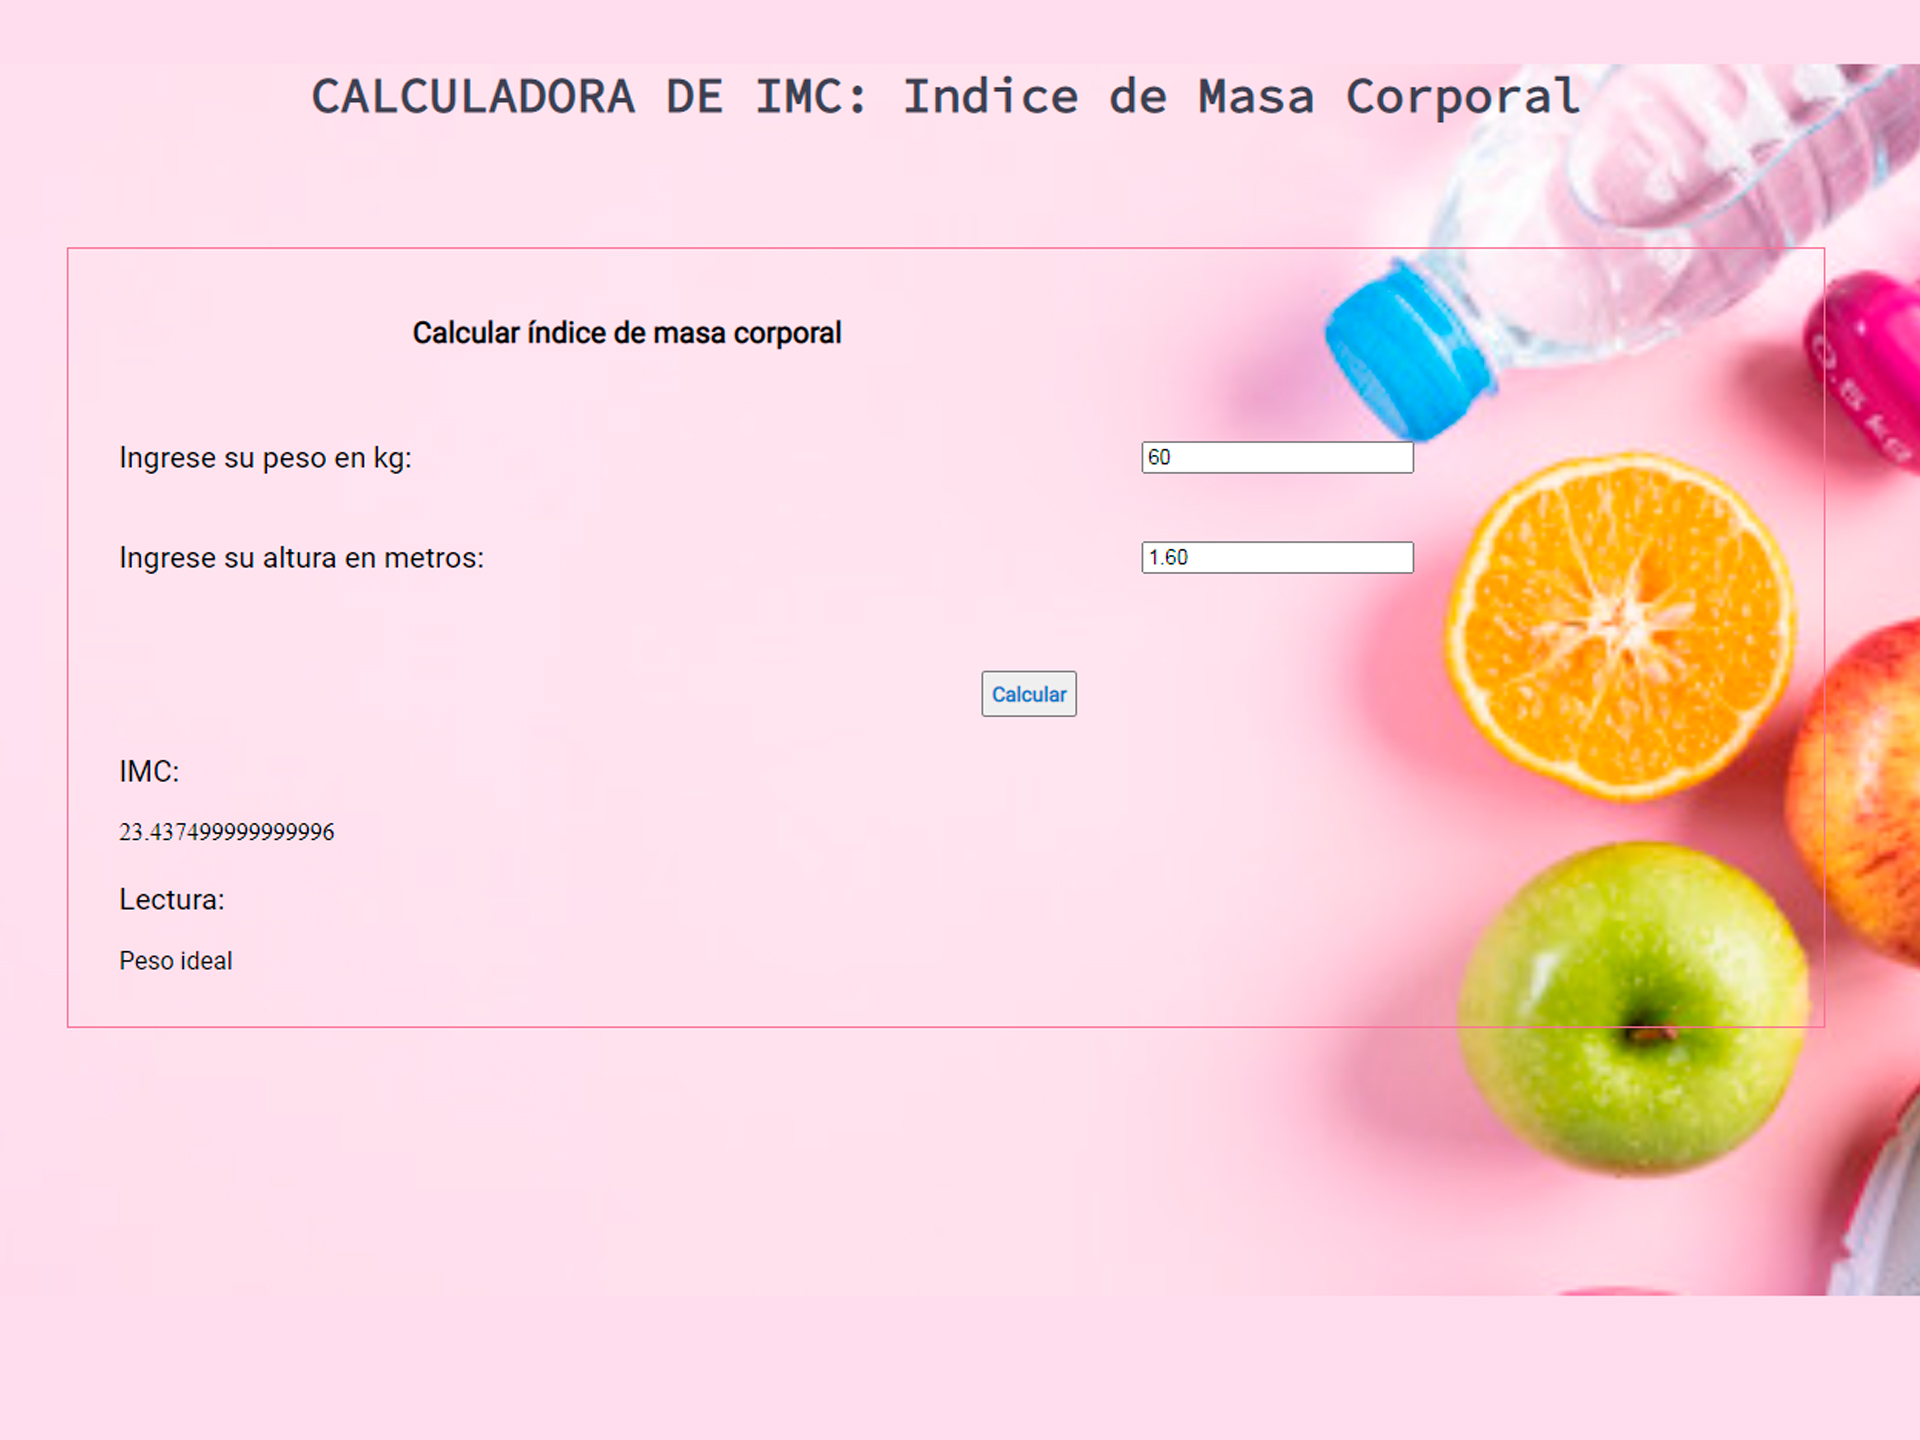 CALCULADORA DE IMC: Indice de Masa Corporal
Calcular índice de masa corporal
Ingrese su peso en kg:
60
Ingrese su altura en metros:
1.60
Calcular
IMC:
23.437499999999996
Lectura:
Peso ideal